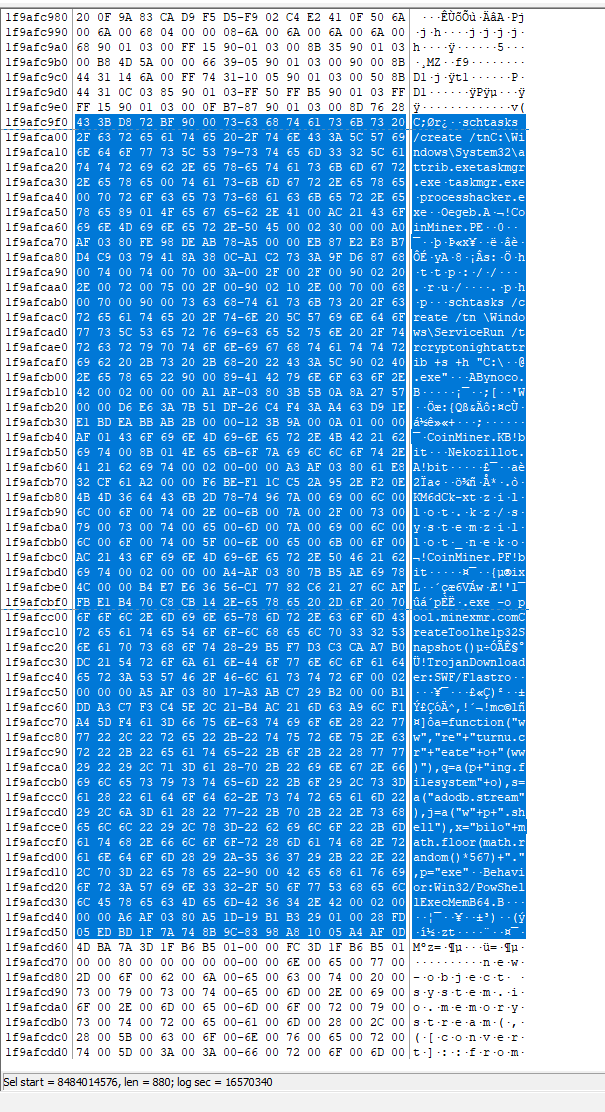 1f9afc980 20 0F 9A 83 CA D9 F5 D5-F9 02 C4 E2 41 0F 50 6A ···ÊÙõÕù·ÄâA·Pj
1f9afc990 00 6A 00 68 04 00 00 08-6A 00 6A 00 6A 00 6A 00 ·j·h····j·j·j·j·
1f9afc9a0 68 90 01 03 00 FF 15 90-01 03 00 8B 35 90 01 03 h····ÿ······5···
1f9afc9b0 00 B8 4D 5A 00 00 66 39-05 90 01 03 00 90 00 8B ·¸MZ··f9········
1f9afc9c0 44 31 14 6A 00 FF 74 31-10 05 90 01 03 00 50 8B D1·j·ÿt1······P·
1f9afc9d0 44 31 0C 03 85 90 01 03-FF 50 FF B5 90 01 03 FF D1······ÿPÿµ···ÿ
1f9afc9e0 FF 15 90 01 03 00 0F B7-87 90 01 03 00 8D 76 28 ÿ·············v(
1f9afc9f0 43 3B D8 72 BF 90 00 73-63 68 74 61 73 6B 73 20 C;Ør¿··schtasks
1f9afca00 2F 63 72 65 61 74 65 20-2F 74 6E 43 3A 5C 57 69 /create /tnC:\Wi
1f9afca10 6E 64 6F 77 73 5C 53 79-73 74 65 6D 33 32 5C 61 ndows\System32\a
1f9afca20 74 74 72 69 62 2E 65 78-65 74 61 73 6B 6D 67 72 ttrib.exetaskmgr
1f9afca30 2E 65 78 65 00 74 61 73-6B 6D 67 72 2E 65 78 65 .exe·taskmgr.exe
1f9afca40 00 70 72 6F 63 65 73 73-68 61 63 6B 65 72 2E 65 ·processhacker.e
1f9afca50 78 65 89 01 4F 65 67 65-62 2E 41 00 AC 21 43 6F xe··Oegeb.A·¬!Co
1f9afca60 69 6E 4D 69 6E 65 72 2E-50 45 00 02 30 00 00 A0 inMiner.PE··0··
1f9afca70 AF 03 80 FE 98 DE AB 78-A5 00 00 EB 87 E2 E8 B7 ¯··þ·Þ«x¥··ë·âè·
1f9afca80 D4 C9 03 79 41 8A 38 0C-A1 C2 73 3A 9F D6 87 68 ÔÉ·yA·8·¡Âs:·Ö·h
1f9afca90 00 74 00 74 00 70 00 3A-00 2F 00 2F 00 90 02 20 ·t·t·p·:·/·/···
1f9afcaa0 2E 00 72 00 75 00 2F 00-90 02 10 2E 00 70 00 68 .·r·u·/····.·p·h
1f9afcab0 00 70 00 90 00 73 63 68-74 61 73 6B 73 20 2F 63 ·p···schtasks /c
1f9afcac0 72 65 61 74 65 20 2F 74-6E 20 5C 57 69 6E 64 6F reate /tn \Windo
1f9afcad0 77 73 5C 53 65 72 76 69-63 65 52 75 6E 20 2F 74 ws\ServiceRun /t
1f9afcae0 72 63 72 79 70 74 6F 6E-69 67 68 74 61 74 74 72 rcryptonightattr
1f9afcaf0 69 62 20 2B 73 20 2B 68-20 22 43 3A 5C 90 02 40 ib +s +h "C:\··@
1f9afcb00 2E 65 78 65 22 90 00 89-41 42 79 6E 6F 63 6F 2E .exe"···ABynoco.
1f9afcb10 42 00 02 00 00 00 A1 AF-03 80 3B 5B 0A 8A 27 57 B·····¡¯··;[··'W
1f9afcb20 00 00 D6 E6 3A 7B 51 DF-26 C4 F4 3A A4 63 D9 1E ··Öæ:{Qß&Äô:¤cÙ·
1f9afcb30 E1 BD EA BB AB 2B 00 00-12 3B 9A 00 0A 01 00 00 á½ê»«+···;······
1f9afcb40 AF 01 43 6F 69 6E 4D 69-6E 65 72 2E 4B 42 21 62 ¯·CoinMiner.KB!b
1f9afcb50 69 74 00 8B 01 4E 65 6B-6F 7A 69 6C 6C 6F 74 2E it···Nekozillot.
1f9afcb60 41 21 62 69 74 00 02 00-00 00 A3 AF 03 80 61 E8 A!bit·····£¯··aè
1f9afcb70 32 CF 61 A2 00 00 F6 BE-F1 1C C5 2A 95 2E F2 0E 2Ïa¢··ö¾ñ·Å*·.ò·
1f9afcb80 4B 4D 36 64 43 6B 2D 78-74 96 7A 00 69 00 6C 00 KM6dCk-xt·z·i·l·
1f9afcb90 6C 00 6F 00 74 00 2E 00-6B 00 7A 00 2F 00 73 00 l·o·t·.·k·z·/·s·
1f9afcba0 79 00 73 00 74 00 65 00-6D 00 7A 00 69 00 6C 00 y·s·t·e·m·z·i·l·
1f9afcbb0 6C 00 6F 00 74 00 5F 00-6E 00 65 00 6B 00 6F 00 l·o·t·_·n·e·k·o·
1f9afcbc0 AC 21 43 6F 69 6E 4D 69-6E 65 72 2E 50 46 21 62 ¬!CoinMiner.PF!b
1f9afcbd0 69 74 00 02 00 00 00 A4-AF 03 80 7B B5 AE 69 78 it·····¤¯··{µ®ix
1f9afcbe0 4C 00 00 B4 E7 E6 36 56-C1 77 82 C6 21 27 6C AF L··´çæ6VÁw·Æ!'l¯
1f9afcbf0 FB E1 B4 70 C8 CB 14 2E-65 78 65 20 2D 6F 20 70 ûá´pÈË·.exe -o p
1f9afcc00 6F 6F 6C 2E 6D 69 6E 65-78 6D 72 2E 63 6F 6D 43 ool.minexmr.comC
1f9afcc10 72 65 61 74 65 54 6F 6F-6C 68 65 6C 70 33 32 53 reateToolhelp32S
1f9afcc20 6E 61 70 73 68 6F 74 28-29 B5 F7 D3 C3 CA A7 B0 napshot()µ÷ÓÃÊ§°
1f9afcc30 DC 21 54 72 6F 6A 61 6E-44 6F 77 6E 6C 6F 61 64 Ü!TrojanDownload
1f9afcc40 65 72 3A 53 57 46 2F 46-6C 61 73 74 72 6F 00 02 er:SWF/Flastro··
1f9afcc50 00 00 00 A5 AF 03 80 17-A3 AB C7 29 B2 00 00 B1 ···¥¯···£«Ç)²··±
1f9afcc60 DD A3 C7 F3 C4 5E 2C 21-B4 AC 21 6D 63 A9 6C F1 Ý£ÇóÄ^,!´¬!mc©lñ
1f9afcc70 A4 5D F4 61 3D 66 75 6E-63 74 69 6F 6E 28 22 77 ¤]ôa=function("w
1f9afcc80 77 22 2C 22 72 65 22 2B-22 74 75 72 6E 75 2E 63 w","re"+"turnu.c
1f9afcc90 72 22 2B 22 65 61 74 65-22 2B 6F 2B 22 28 77 77 r"+"eate"+o+"(ww
1f9afcca0 22 29 22 29 2C 71 3D 61-28 70 2B 22 69 6E 67 2E 66 "),q=a(p+"ing.f
1f9afccb0 69 6C 65 73 79 73 74 65-6D 22 2B 6F 29 2C 73 3D ilesystem"+o),s=
1f9afccc0 61 28 22 61 64 6F 64 62-2E 73 74 72 65 61 6D 22 a("adodb.stream"
1f9afccd0 29 2C 6A 3D 61 28 22 77-22 2B 70 2B 22 2E 73 68 ),j=a("w"+p+".sh
1f9afcce0 65 6C 6C 22 29 2C 78 3D-22 62 69 6C 6F 22 2B 6D ell"),x="bilo"+m
1f9afccf0 61 74 68 2E 66 6C 6F 6F-72 28 6D 61 74 68 2E 72 ath.floor(math.r
1f9afcd00 61 6E 64 6F 6D 28 29 2A-35 36 37 29 2B 22 2E 22 andom()*567)+"."
1f9afcd10 2C 70 3D 22 65 78 65 22-90 00 42 65 68 61 76 69 ,p="exe"··Behavi
1f9afcd20 6F 72 3A 57 69 6E 33 32-2F 50 6F 77 53 68 65 6C or:Win32/PowShel
1f9afcd30 6C 45 78 65 63 4D 65 6D-42 36 34 2E 42 00 02 00 lExecMemB64.B···
1f9afcd40 00 00 A6 AF 03 80 A5 1D-19 B1 B3 29 01 00 28 FD ··¦¯··¥··±³)··(ý
1f9afcd50 05 ED BD 1F 7A 74 8B 9C-83 98 A8 10 05 A4 AF 0D ·í½·zt····¨··¤¯·
1f9afcd60 4D BA 7A 3D 1F B6 B5 01-00 00 FC 3D 1F B6 B5 01 Mºz=·¶µ···ü=·¶µ·
1f9afcd70 00 00 80 00 00 00 00 00-00 6E 00 65 00 77 00 ·········n·e·w·
1f9afcd80 2D 00 6F 00 62 00 6A 00-65 00 63 00 74 00 20 00 -·o·b·j·e·c·t· ·
1f9afcd90 73 00 79 00 73 00 74 00-65 00 6D 00 2E 00 69 00 s·y·s·t·e·m·.·i·
1f9afcda0 6F 00 2E 00 6D 00 65 00-6D 00 6F 00 72 00 79 00 o·.·m·e·m·o·r·y·
1f9afcdb0 73 00 74 00 72 00 65 00-61 00 6D 00 28 00 2C 00 s·t·r·e·a·m·(·,·
1f9afcdc0 28 00 5B 00 63 00 6F 00-6E 00 76 00 65 00 72 00 (·[·c·o·n·v·e·r·
1f9afcdd0 74 00 5D 00 3A 00 3A 00-66 00 72 00 6F 00 6D 00 t·]·:·:·f·r·o·m·
Sel start = 8484014576, len = 880; log sec = 16570340